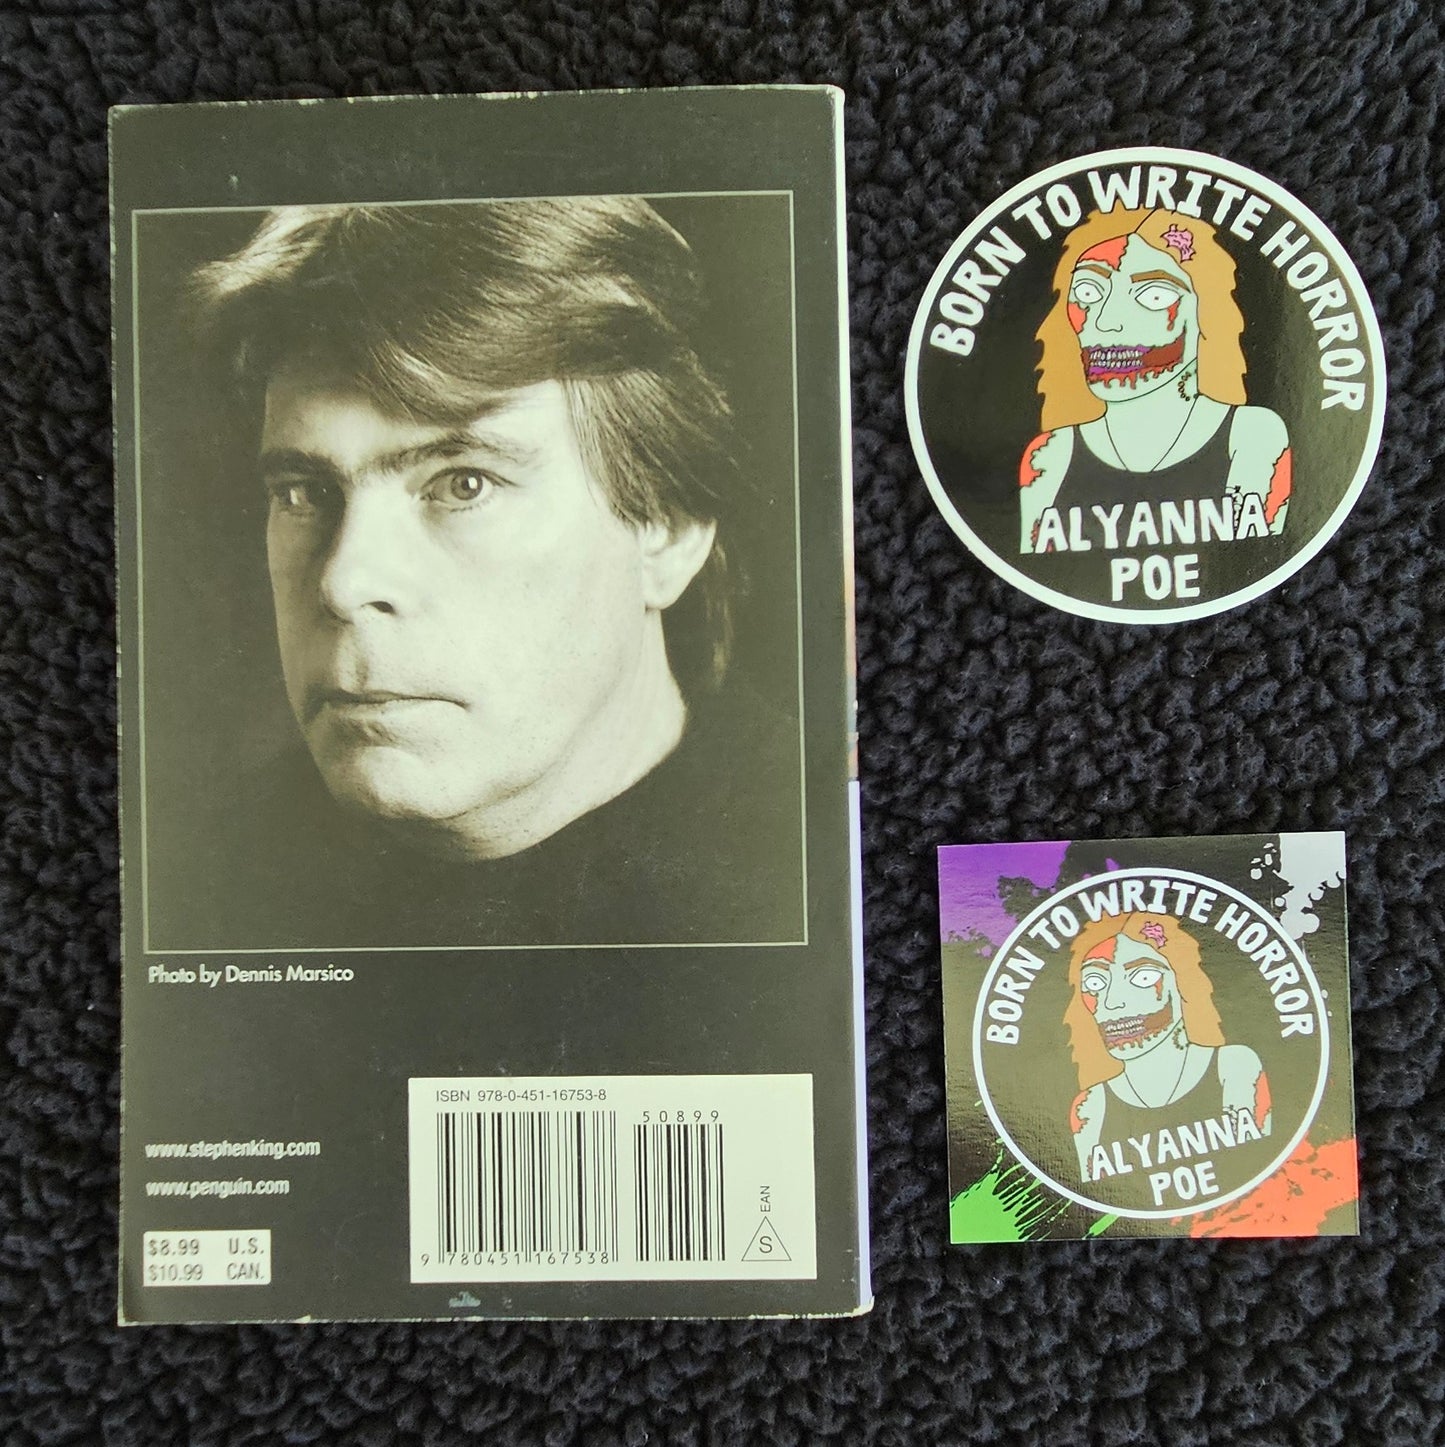 Photo by Dennis Marsico
www.stephenking.com
www.penguin.com
$8.99 U.S.
$10.99 CAN.
ISBN 978-0-451-16753-8
50899
9 780451 167538
S
EAN
BORN TO WRITE HORROR
ALYANNA
POE
BORN TO WRITE HORROR
ALYANNA
POE